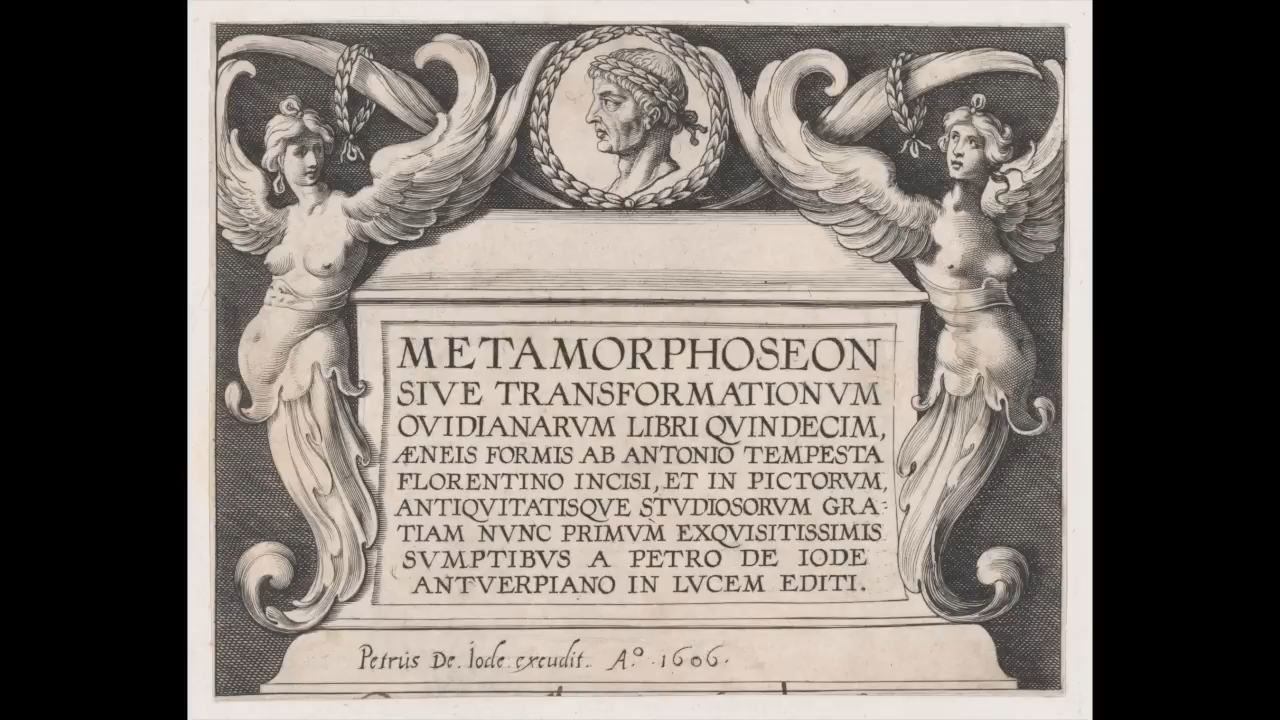 METAMORPHOSEON
SIVE TRANSFORMATIONVM
OVIDIANARVM LIBRI QVINDECIM,
ÆNEIS FORMIS AB ANTONIO TEMPESTA
FLORENTINO INCISI, ET IN PICTORVM,
ANTIQVITATISQVE STVDIOSORVM GRA=
TIAM NVNC PRIMVM EXQVISITISSIMIS
SVMPTIBVS A PETRO DE IODE
ANTVERPIANO IN LVCEM EDITI.
Petrüs De. Iode. excudit. A.º 1606.